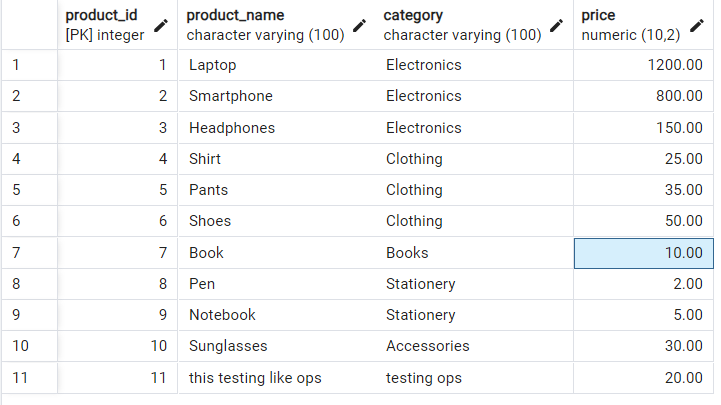 product_id product_name category price
[PK] integer character varying (100) character varying (100) numeric (10,2)
1 1 Laptop Electronics 1200.00
2 2 Smartphone Electronics 800.00
3 3 Headphones Electronics 150.00
4 4 Shirt Clothing 25.00
5 5 Pants Clothing 35.00
6 6 Shoes Clothing 50.00
7 7 Book Books 10.00
8 8 Pen Stationery 2.00
9 9 Notebook Stationery 5.00
10 10 Sunglasses Accessories 30.00
11 11 this testing like ops testing ops 20.00